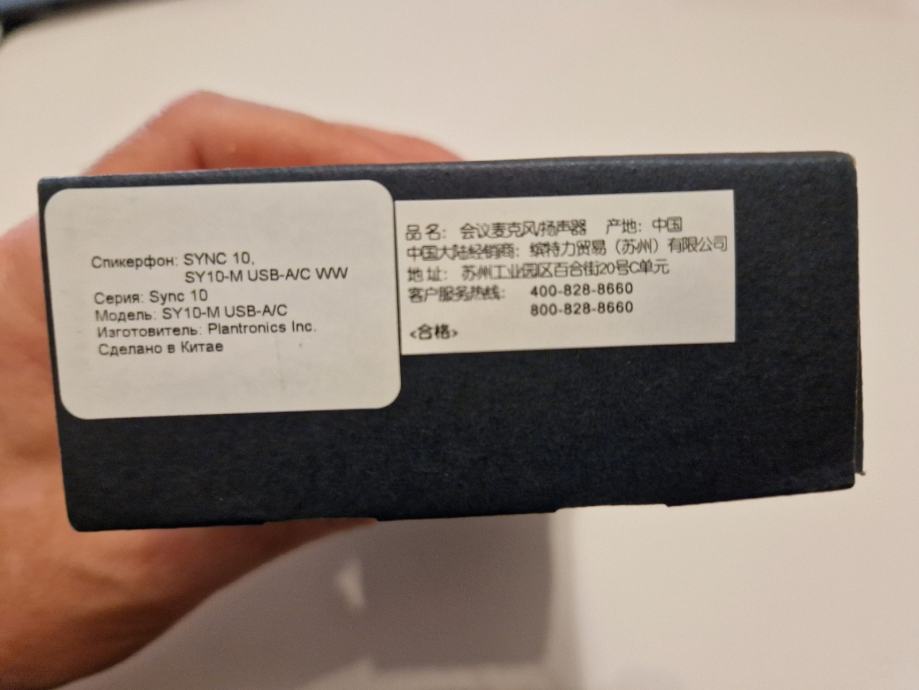 Спикерфон: SYNC 10,
SY10-M USB-A/C WW
Серия: Sync 10
Модель: SY10-M USB-A/C
Изготовитель: Plantronics Inc.
Сделано в Китае
品名: 会议麦克风/扬声器 产地: 中国
中国大陆经销商: 缤特力贸易（苏州）有限公司
地址: 苏州工业园区百合街20号C单元
客户服务热线: 400-828-8660
800-828-8660
<合格>